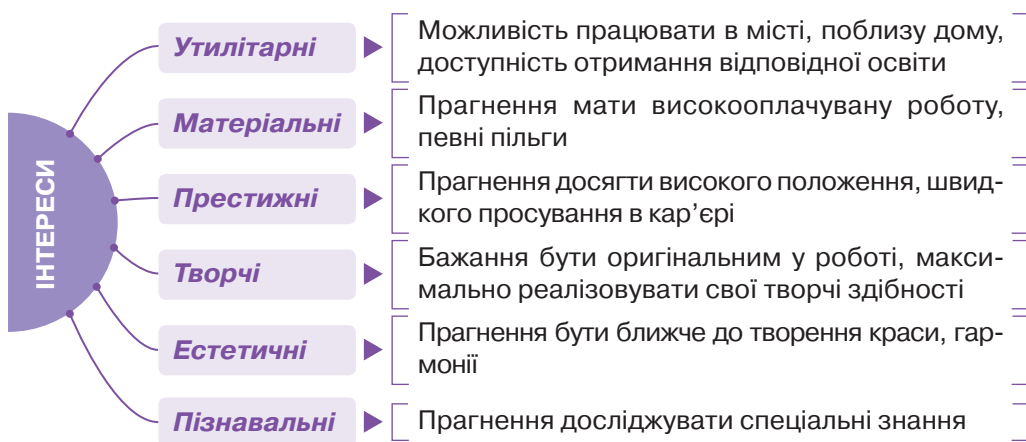 ІНТЕРЕСИ
Утилітарні
Можливість працювати в місті, поблизу дому,
доступність отримання відповідної освіти
Матеріальні
Прагнення мати високооплачувану роботу,
певні пільги
Престижні
Прагнення досягти високого положення, швид-
кого просування в кар’єрі
Творчі
Бажання бути оригінальним у роботі, макси-
мально реалізовувати свої творчі здібності
Естетичні
Прагнення бути ближче до творення краси, гар-
монії
Пізнавальні
Прагнення досліджувати спеціальні знання